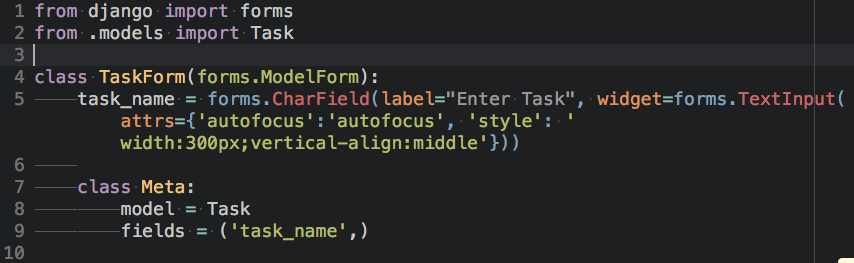 1 from django import forms
2 from .models import Task
3
4 class TaskForm(forms.ModelForm):
5 task_name = forms.CharField(label="Enter Task", widget=forms.TextInput(
attrs={'autofocus':'autofocus', 'style': '
width:300px;vertical-align:middle'}))
6
7 class Meta:
8 model = Task
9 fields = ('task_name',)
10